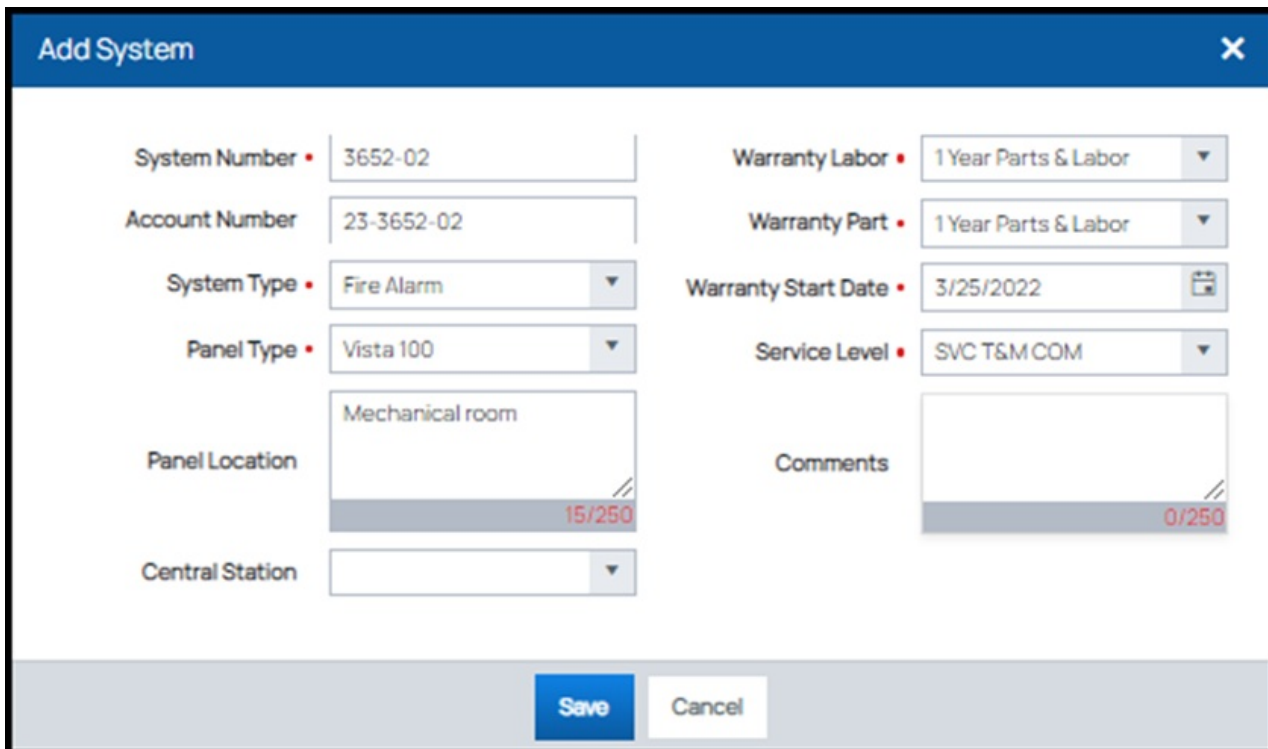 Add System
System Number • 3652-02
Account Number 23-3652-02
System Type • Fire Alarm
Panel Type • Vista 100
Panel Location Mechanical room
15/250
Central Station
Warranty Labor • 1 Year Parts & Labor
Warranty Part • 1 Year Parts & Labor
Warranty Start Date • 3/25/2022
Service Level • SVC T&M COM
Comments
0/250
Save
Cancel